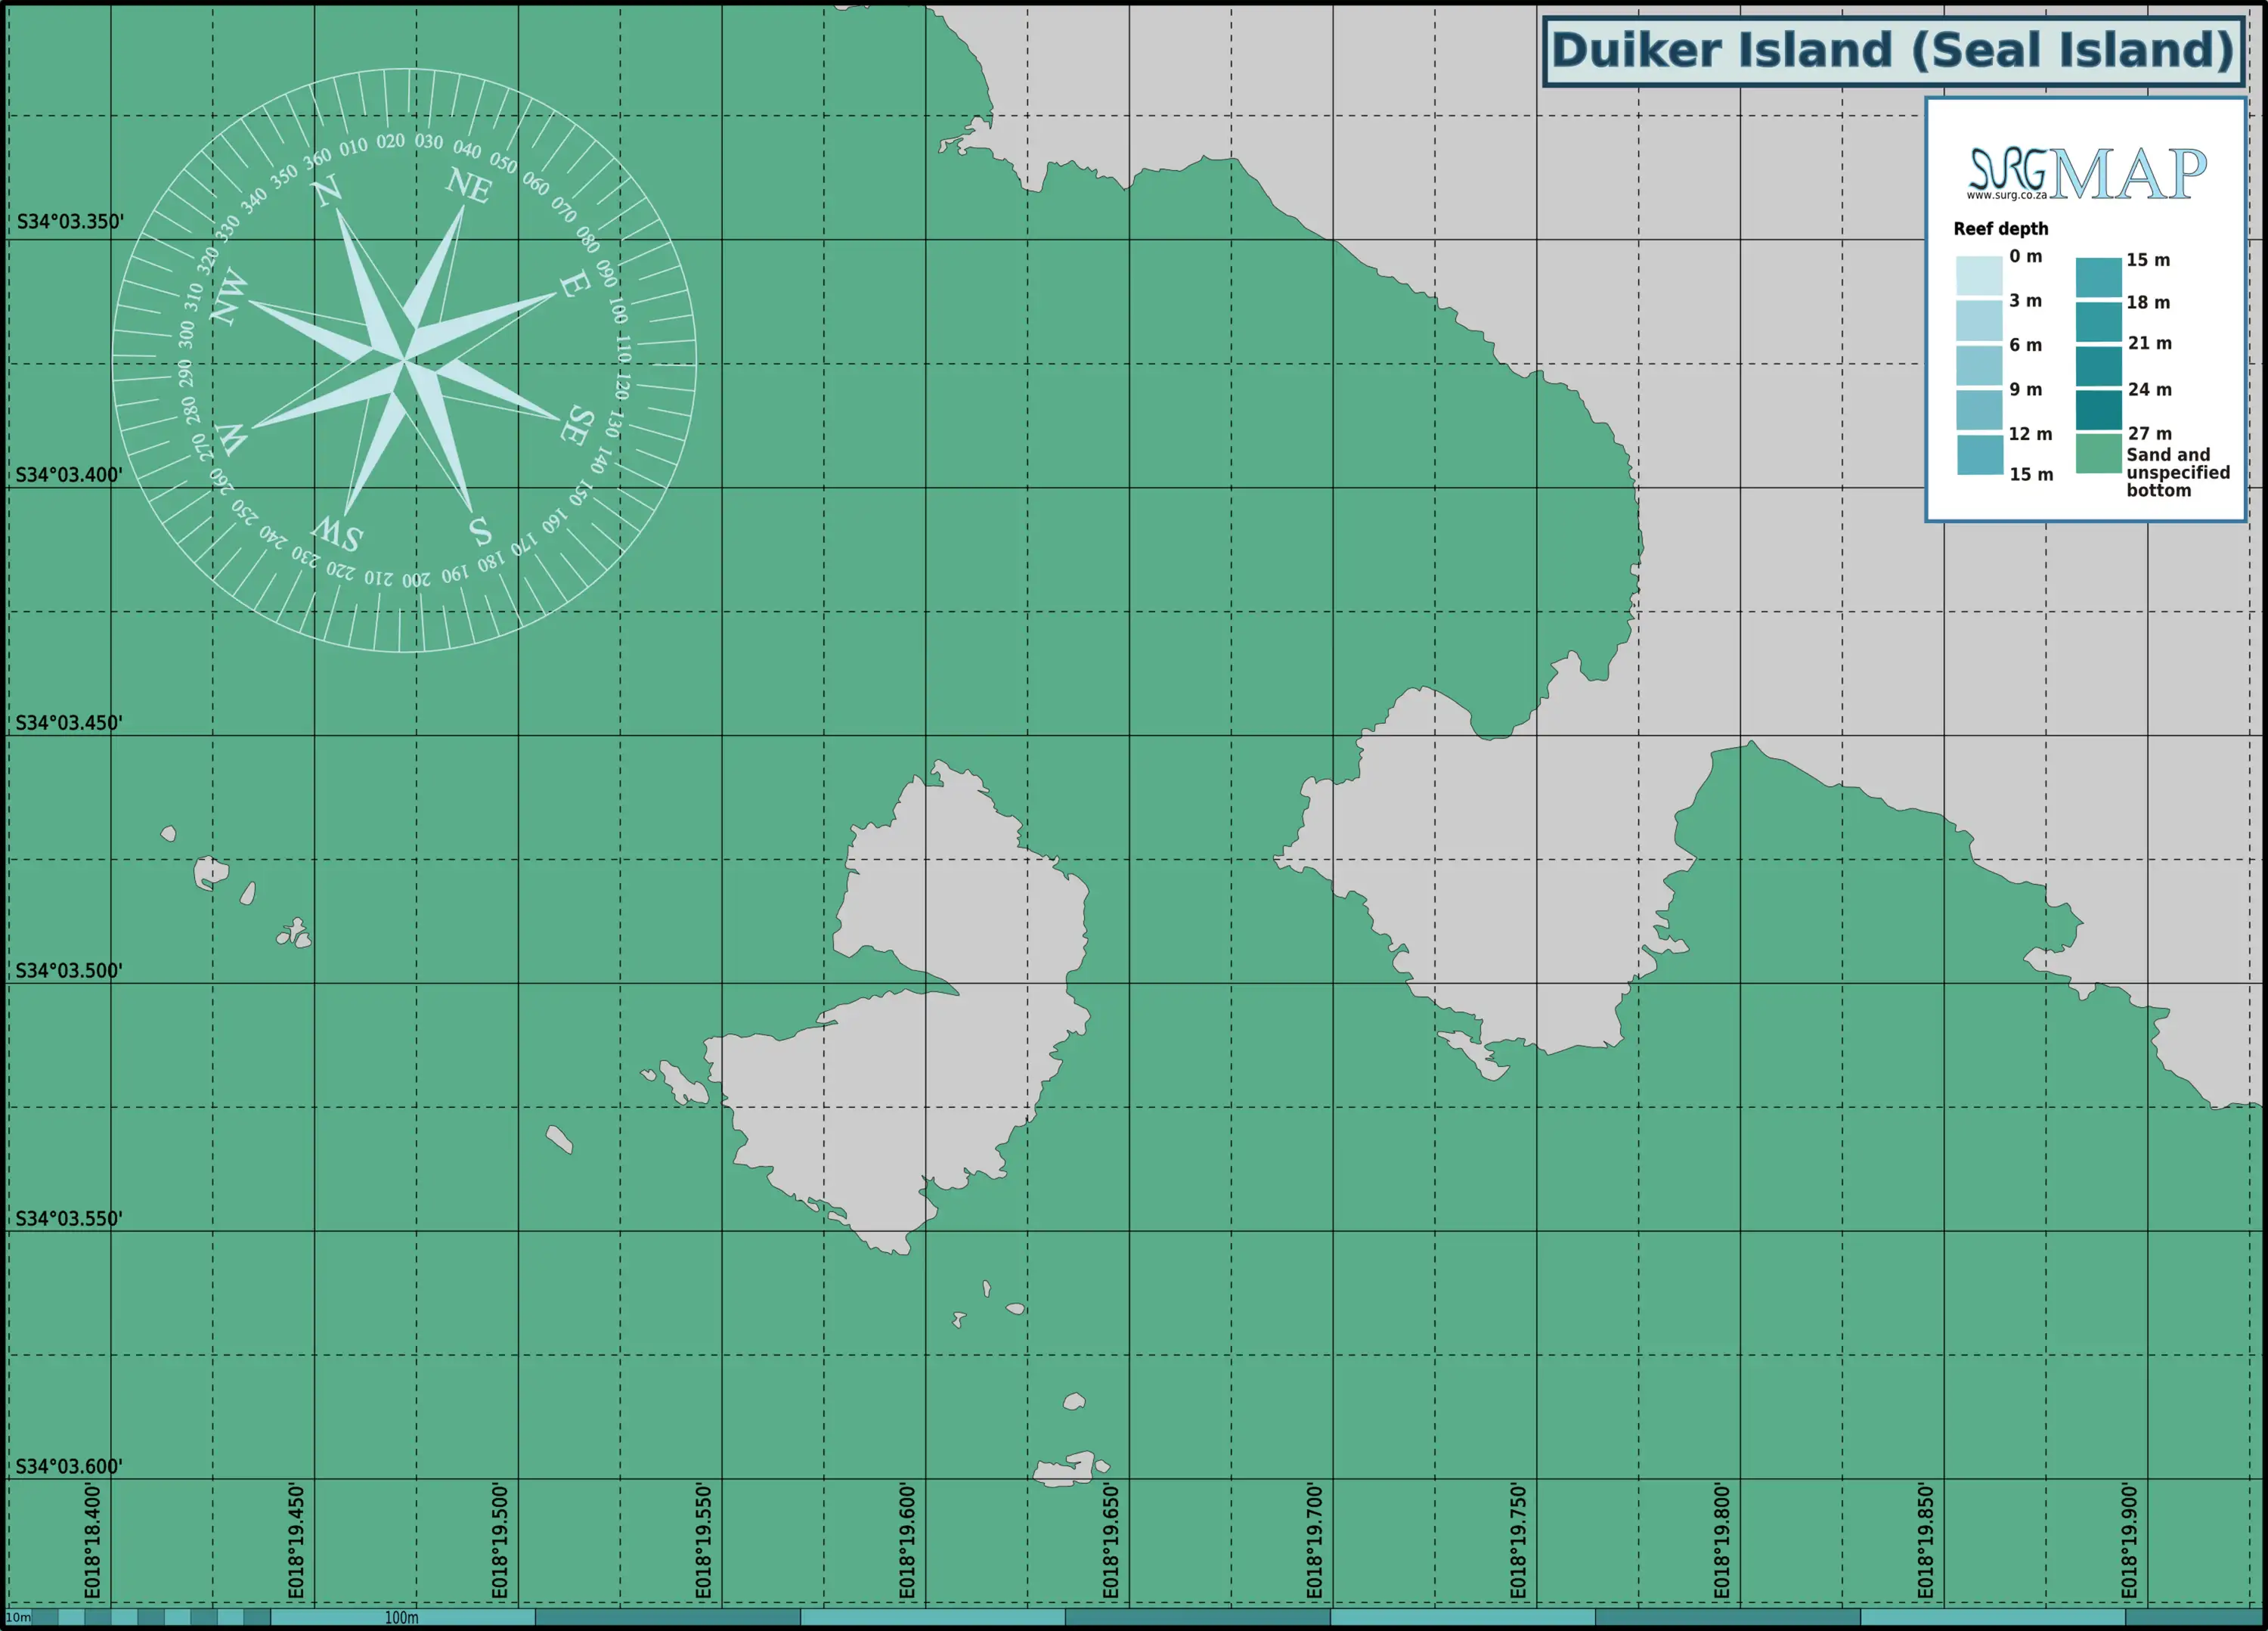 Duiker Island (Seal Island)
SURGMAP
www.surg.co.za
Reef depth
0 m
3 m
6 m
9 m
12 m
15 m
15 m
18 m
21 m
24 m
27 m
Sand and
unspecified
bottom
N
NE
E
SE
S
SW
W
NW
360
010
020
030
040
050
060
070
080
090
100
110
120
130
140
150
160
170
180
190
200
210
220
230
240
250
260
270
280
290
300
310
320
330
340
350
S34°03.350'
S34°03.400'
S34°03.450'
S34°03.500'
S34°03.550'
S34°03.600'
E018°18.400'
E018°19.450'
E018°19.500'
E018°19.550'
E018°19.600'
E018°19.650'
E018°19.700'
E018°19.750'
E018°19.800'
E018°19.850'
E018°19.900'
10m
100m